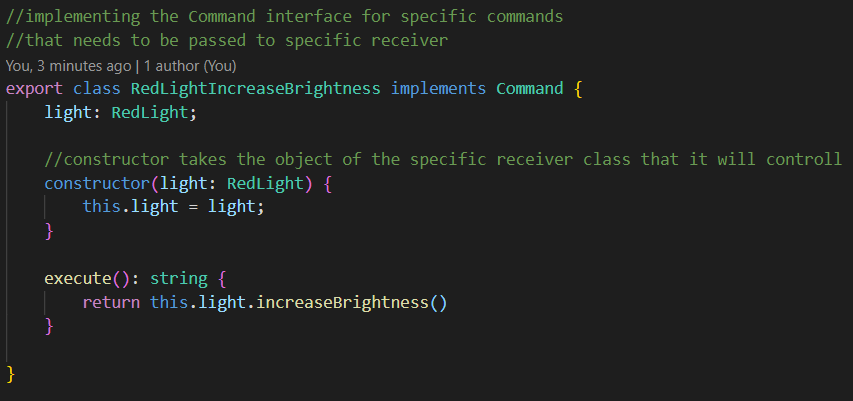 //implementing the Command interface for specific commands
//that needs to be passed to specific receiver
You, 3 minutes ago | 1 author (You)
export class RedLightIncreaseBrightness implements Command {
    light: RedLight;
    //constructor takes the object of the specific receiver class that it will controll
    constructor(light: RedLight) {
        this.light = light;
    }
    execute(): string {
        return this.light.increaseBrightness()
    }
}